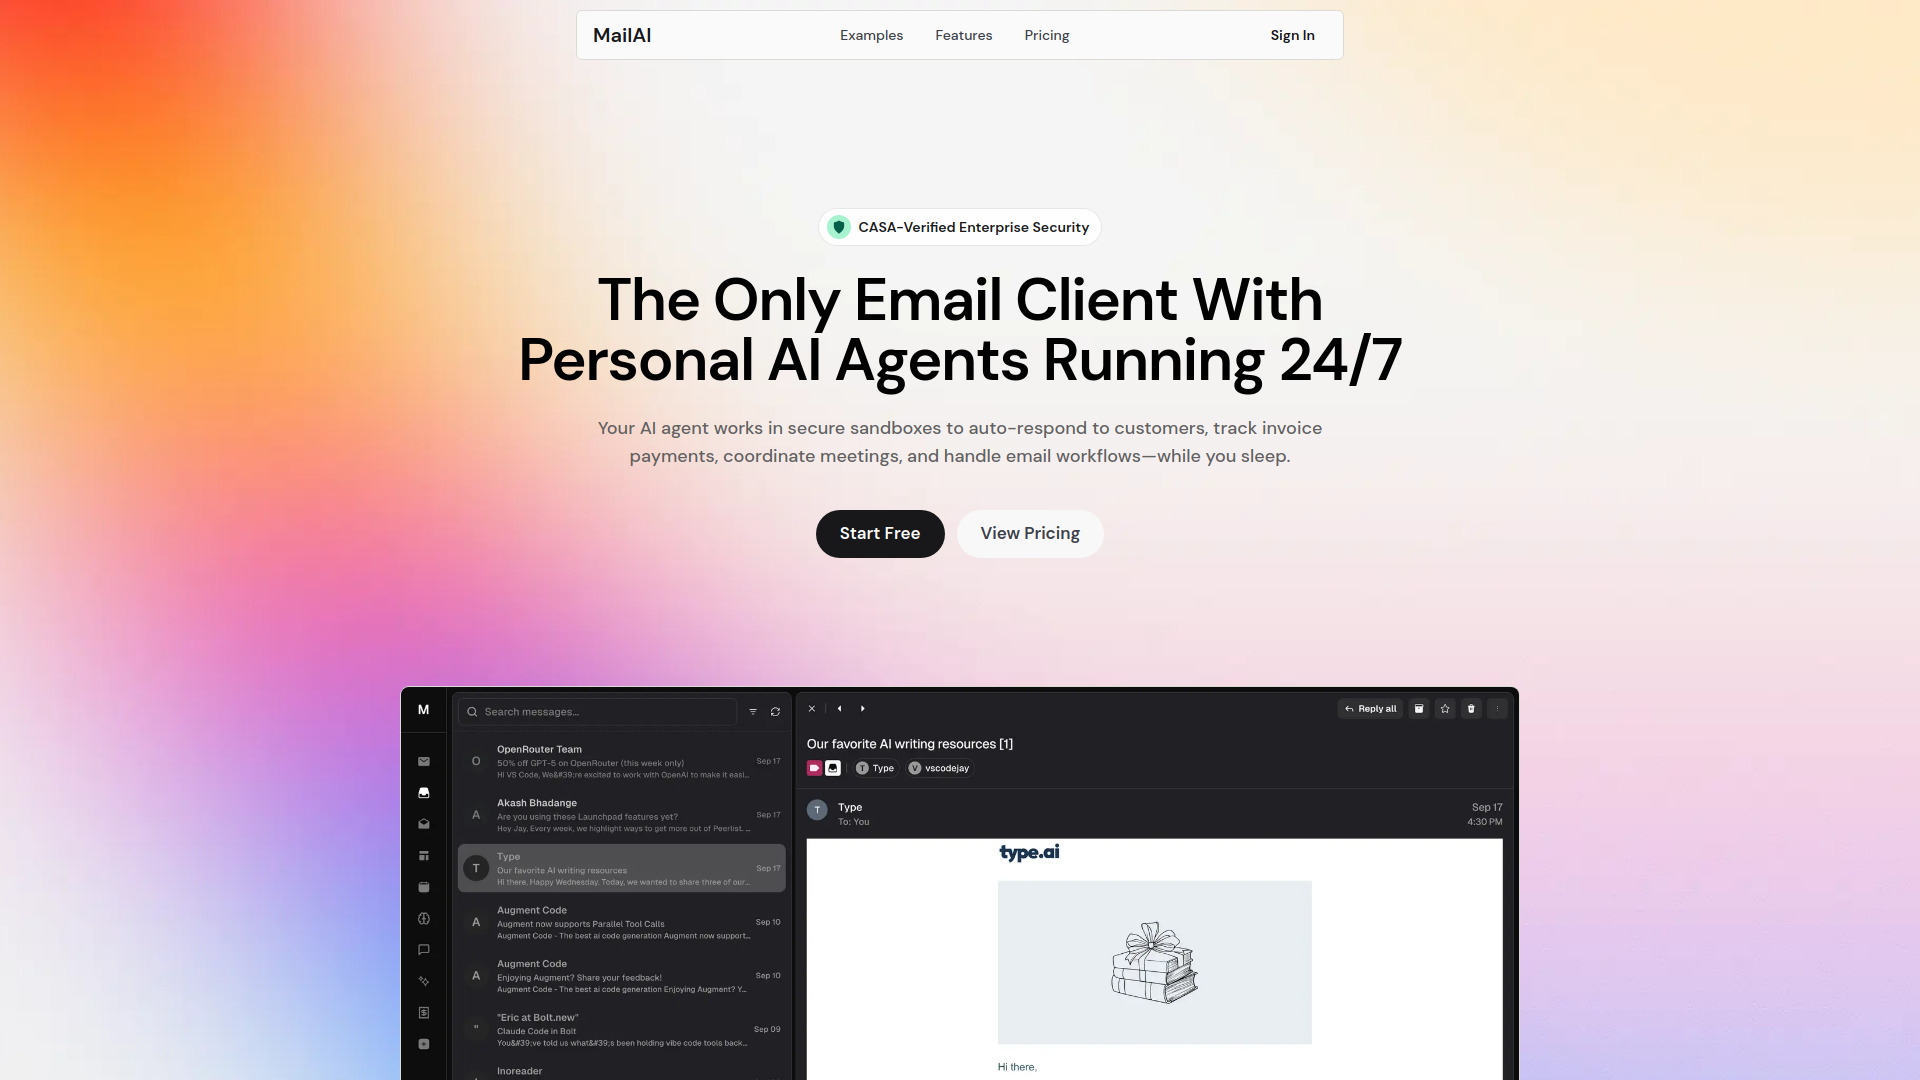 MailAI
Examples
Features
Pricing
Sign In
CASA-Verified Enterprise Security
The Only Email Client With
Personal AI Agents Running 24/7
Your AI agent works in secure sandboxes to auto-respond to customers, track invoice
payments, coordinate meetings, and handle email workflows—while you sleep.
Start Free
View Pricing
M
Search messages...
O
OpenRouter Team
50% off GPT-5 on OpenRouter (this week only)
Hi VS Code, We&#39;re excited to work with OpenAI to make it easi...
Sep 17
A
Akash Bhadange
Are you using these Launchpad features yet?
Hey Jay, Every week, we highlight ways to get more out of Peerlist. ...
Sep 17
T
Type
Our favorite AI writing resources
Hi there, Happy Wednesday. Today, we wanted to share three of our...
Sep 17
A
Augment Code
Augment now supports Parallel Tool Calls
Augment Code - The best ai code generation Augment now support...
Sep 10
A
Augment Code
Enjoying Augment? Share your feedback!
Augment Code - The best ai code generation Enjoying Augment? Y...
Sep 10
"
"Eric at Bolt.new"
Claude Code in Bolt
You&#39;ve told us what&#39;s been holding vibe code tools back...
Sep 09
Inoreader
Reply all
Our favorite AI writing resources [1]
T Type
V vscodejay
T
Type
To: You
Sep 17
4:30 PM
type.ai
Hi there,